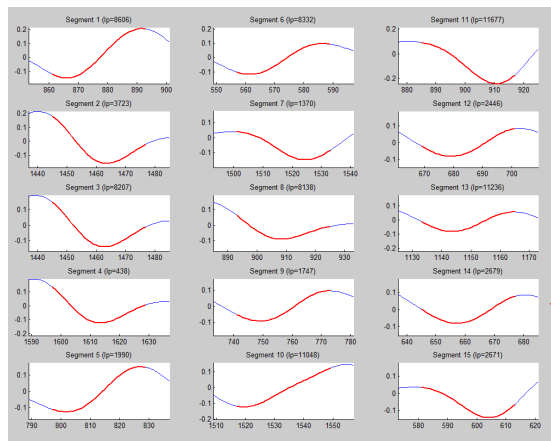 Segment 1 (lp=8606)
0.2
0.1
0
-0.1
860 870 880 890 900
Segment 2 (lp=3723)
0.2
0.1
0
-0.1
1440 1450 1460 1470 1480
Segment 3 (lp=8207)
0.1
0
-0.1
1440 1450 1460 1470 1480
Segment 4 (lp=438)
0.1
0
-0.1
-0.2
1590 1600 1610 1620 1630
Segment 5 (lp=1990)
0.1
0
-0.1
790 800 810 820 830
Segment 6 (lp=8332)
0.2
0.1
0
-0.1
550 560 570 580 590
Segment 7 (lp=1370)
0.1
0
-0.1
1500 1510 1520 1530 1540
Segment 8 (lp=8138)
0.1
0
-0.1
890 900 910 920 930
Segment 9 (lp=1747)
0.1
0
-0.1
740 750 760 770 780
Segment 10 (lp=11048)
0.1
0
-0.1
-0.2
1510 1520 1530 1540 1550
Segment 11 (lp=11677)
0.2
0
-0.2
880 890 900 910 920
Segment 12 (lp=2446)
0.1
0
-0.1
670 680 690 700
Segment 13 (lp=11236)
0.1
0
-0.1
-0.2
1130 1140 1150 1160 1170
Segment 14 (lp=2679)
0.1
0
-0.1
640 650 660 670 680
Segment 15 (lp=2671)
0.1
0
-0.1
580 590 600 610 620